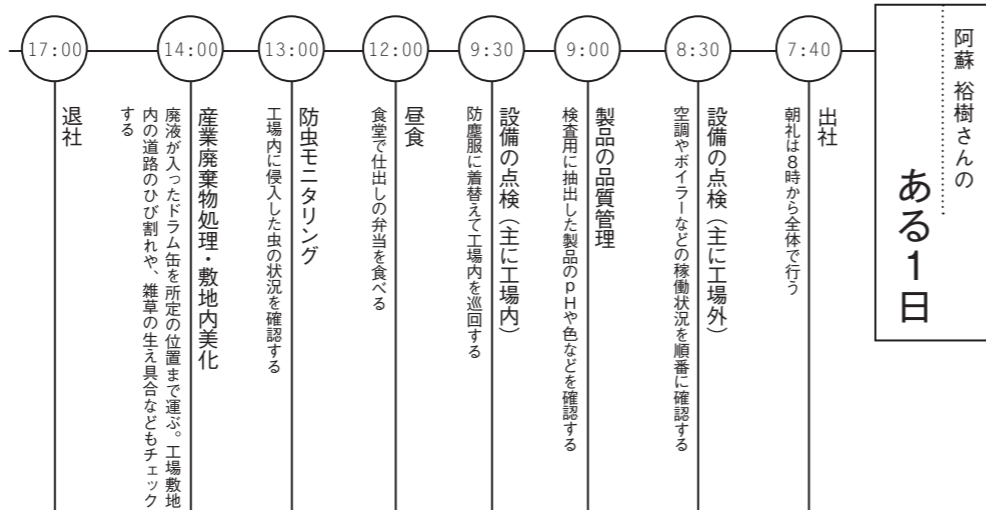 阿蘇 裕樹さんの
ある1日
7:40
出社
朝礼は8時から全体で行う
8:30
設備の点検（主に工場外）
空調やボイラーなどの稼働状況を順番に確認する
9:00
製品の品質管理
検査用に抽出した製品のpHや色などを確認する
9:30
設備の点検（主に工場内）
防塵服に着替えて工場内を巡回する
12:00
昼食
食堂で仕出しの弁当を食べる
13:00
防虫モニタリング
工場内に侵入した虫の状況を確認する
14:00
産業廃棄物処理・敷地内美化
廃液が入ったドラム缶を所定の位置まで運ぶ。工場敷地
内の道路のひび割れや、雑草の生え具合などもチェック
する
17:00
退社